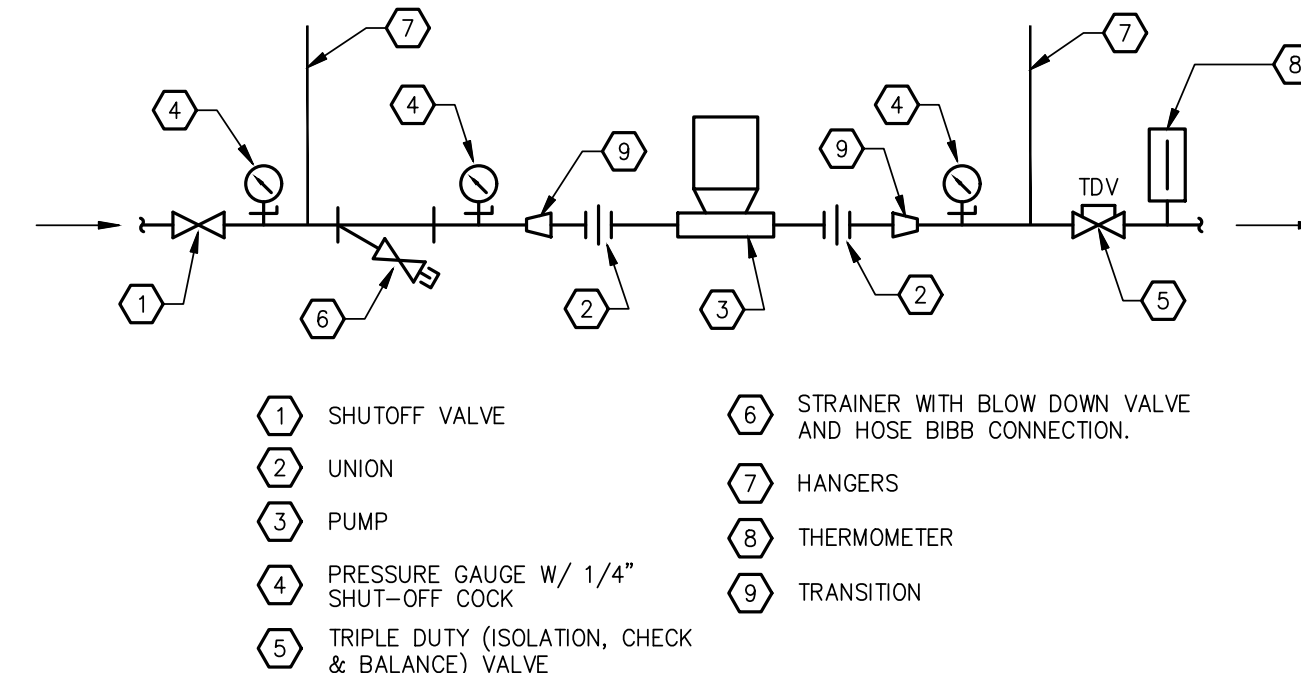 7
7
8
4
4
4
9
9
TDV
1
6
2
3
2
5
1 SHUTOFF VALVE
2 UNION
3 PUMP
4 PRESSURE GAUGE W/ 1/4”
SHUT-OFF COCK
5 TRIPLE DUTY (ISOLATION, CHECK
& BALANCE) VALVE
6 STRAINER WITH BLOW DOWN VALVE
AND HOSE BIBB CONNECTION.
7 HANGERS
8 THERMOMETER
9 TRANSITION